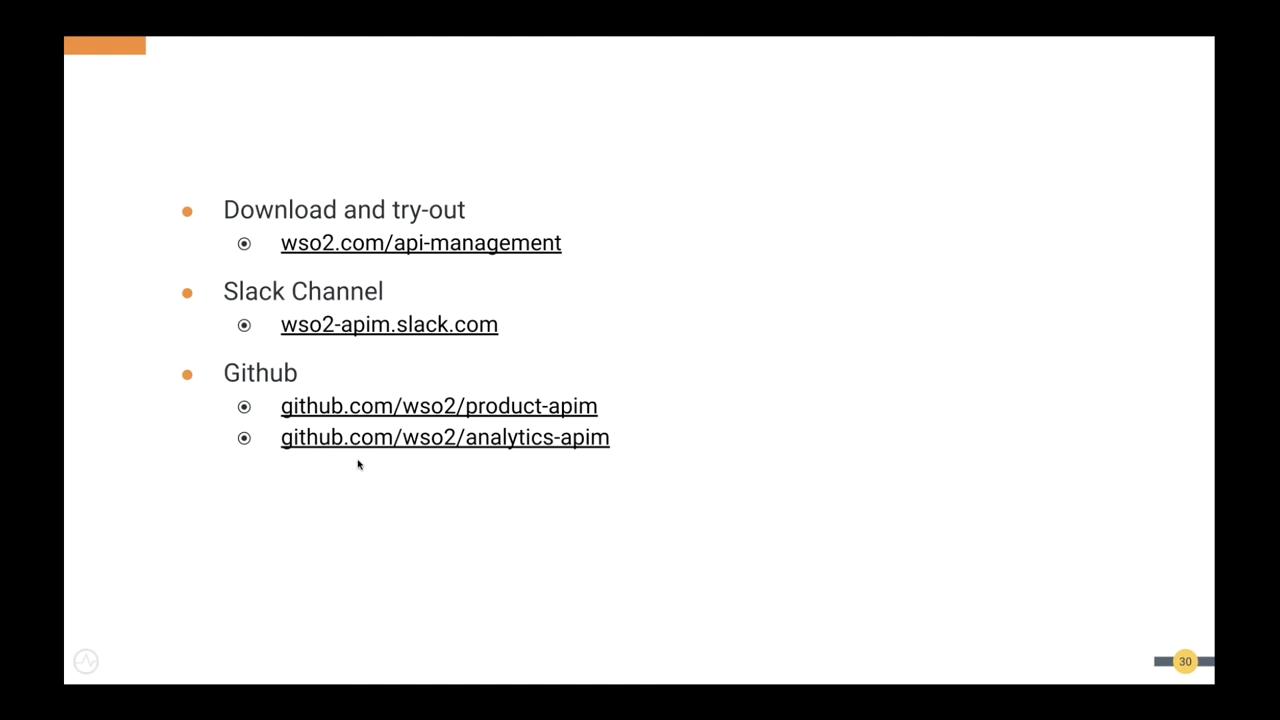 Download and try-out
wso2.com/api-management
Slack Channel
wso2-apim.slack.com
Github
github.com/wso2/product-apim
github.com/wso2/analytics-apim
30